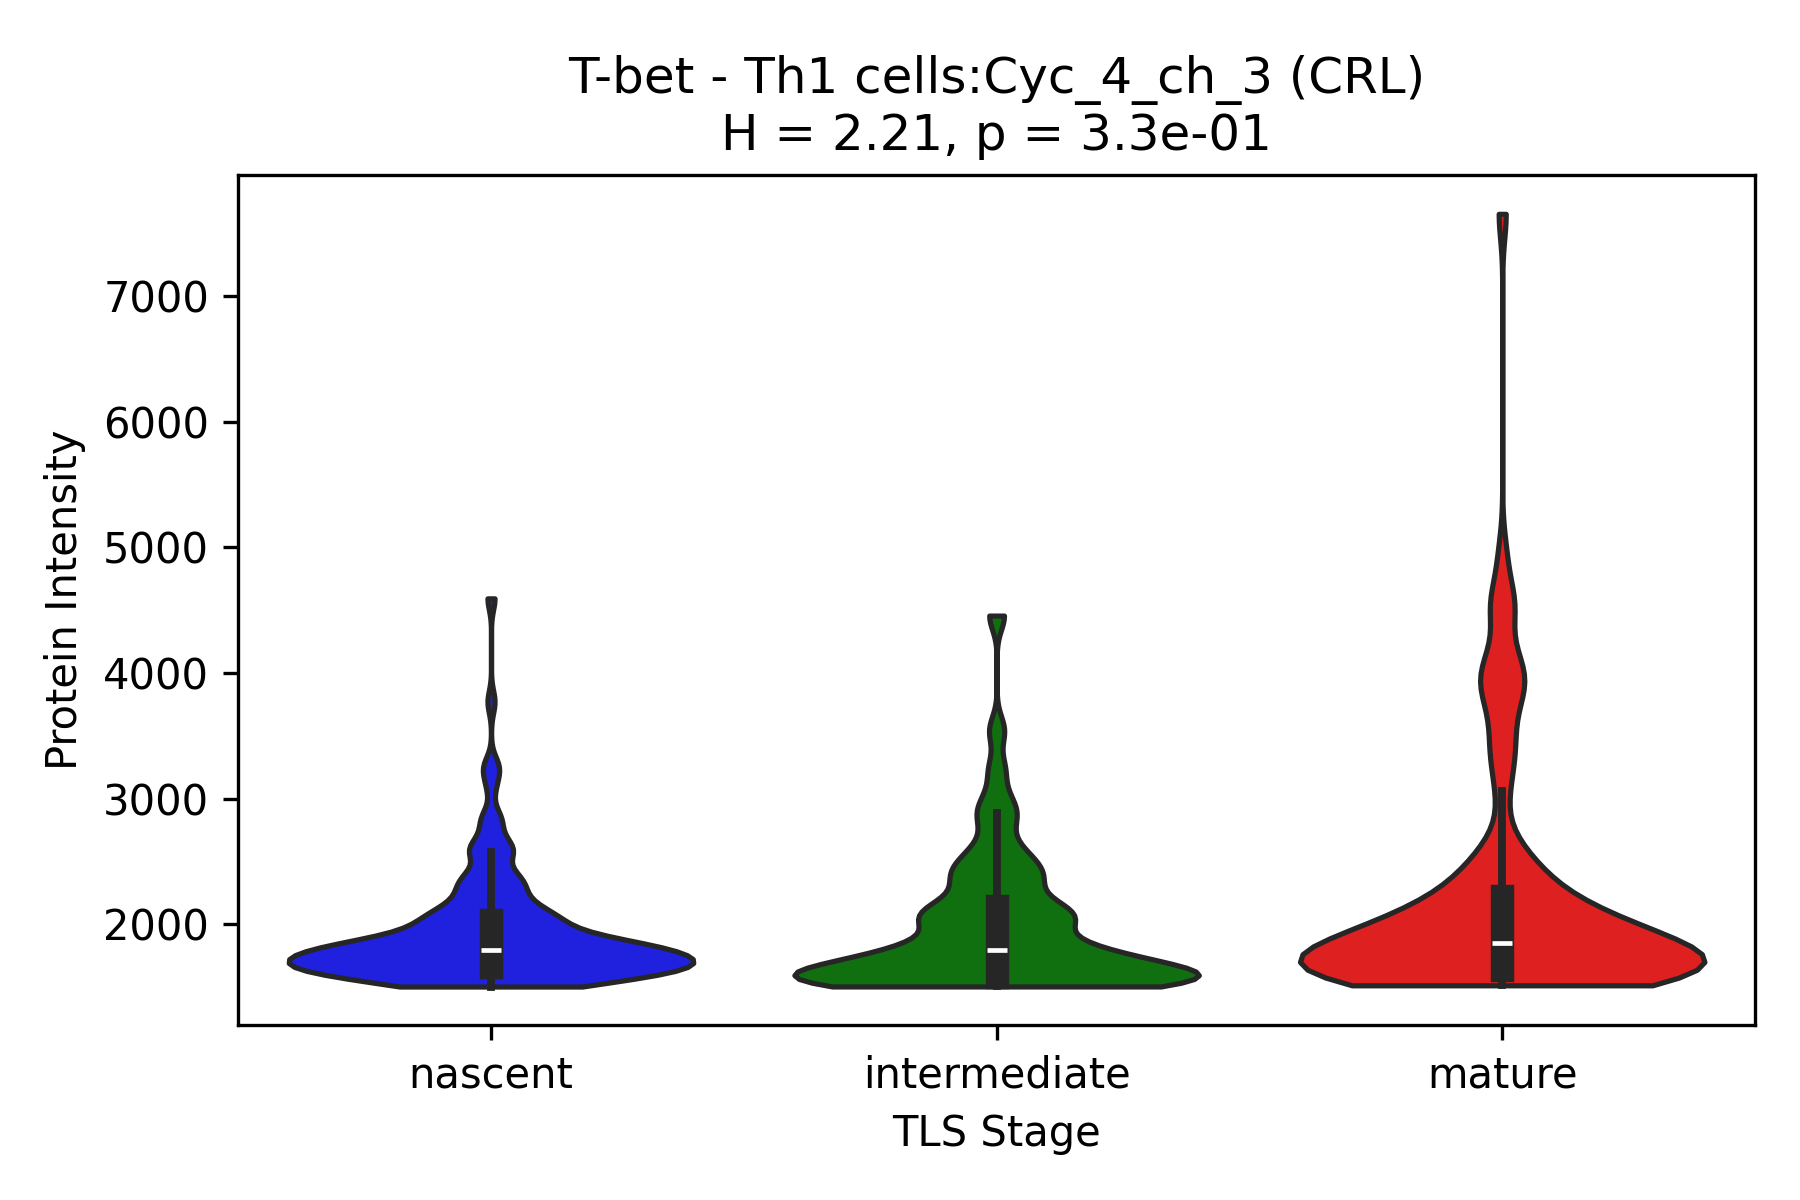 T-bet - Th1 cells:Cyc_4_ch_3 (CRL)
H = 2.21, p = 3.3e-01
Protein Intensity
7000
6000
5000
4000
3000
2000
nascent
intermediate
mature
TLS Stage